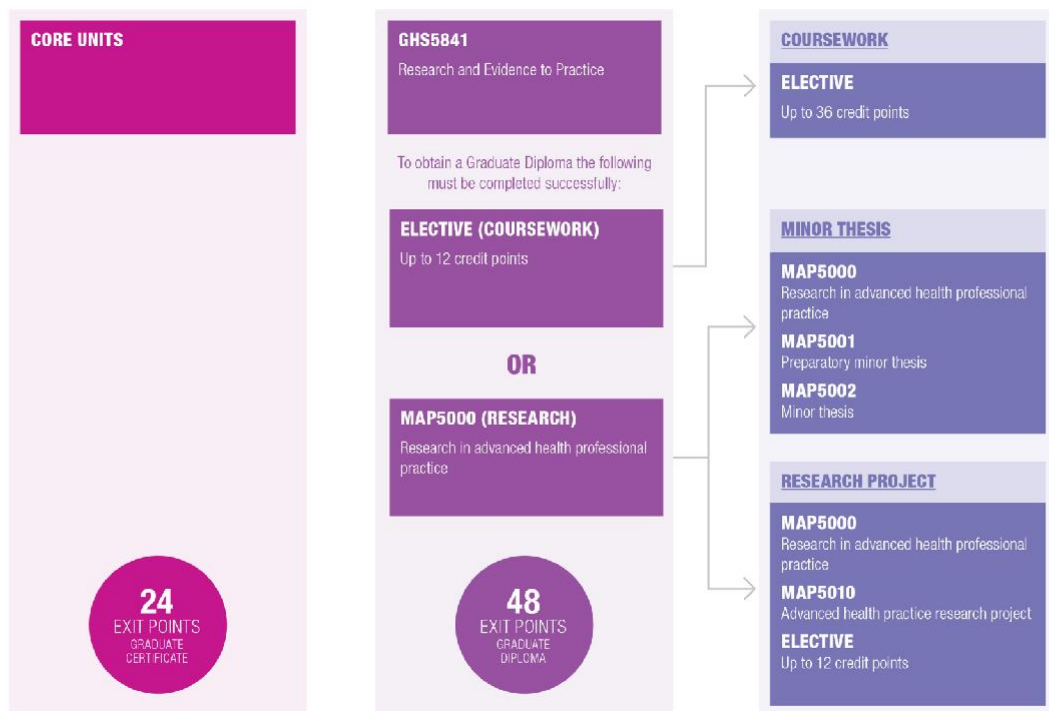 CORE UNITS
24
EXIT POINTS
GRADUATE
CERTIFICATE
GHS5841
Research and Evidence to Practice
To obtain a Graduate Diploma the following
must be completed successfully:
ELECTIVE (COURSEWORK)
Up to 12 credit points
OR
MAP5000 (RESEARCH)
Research in advanced health professional
practice
48
EXIT POINTS
GRADUATE
DIPLOMA
COURSEWORK
ELECTIVE
Up to 36 credit points
MINOR THESIS
MAP5000
Research in advanced health professional
practice
MAP5001
Preparatory minor thesis
MAP5002
Minor thesis
RESEARCH PROJECT
MAP5000
Research in advanced health professional
practice
MAP5010
Advanced health practice research project
ELECTIVE
Up to 12 credit points